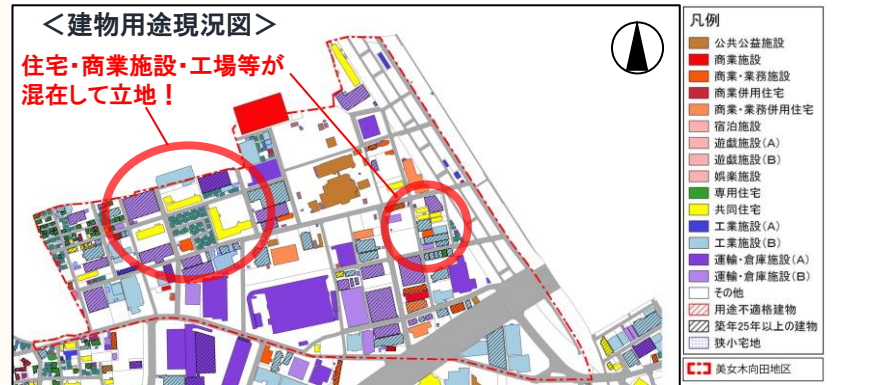 ＜建物用途現況図＞
住宅・商業施設・工場等が
混在して立地！
凡例
公共公益施設
商業施設
商業・業務施設
商業併用住宅
商業・業務併用住宅
宿泊施設
遊戯施設(A)
遊戯施設(B)
娯楽施設
専用住宅
共同住宅
工業施設(A)
工業施設(B)
運輸・倉庫施設(A)
運輸・倉庫施設(B)
その他
用途不適格建物
築年25年以上の建物
狭小宅地
美女木向田地区